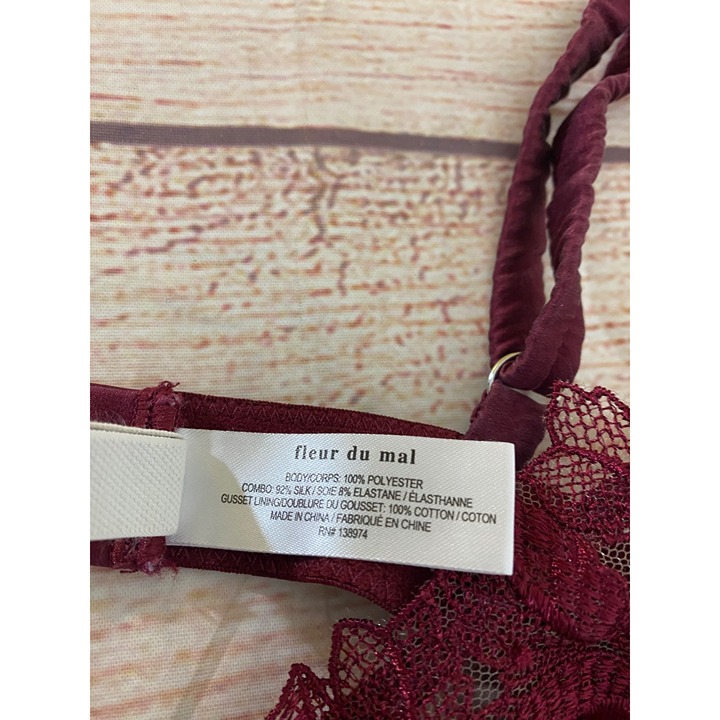 fleur du mal
BODY/CORPS: 100% POLYESTER
COMBO: 92% SILK / SOIE 8% ELASTANE / ÉLASTHANNE
GUSSET LINING/DOUBLURE DU GOUSSET: 100% COTTON / COTON
MADE IN CHINA / FABRIQUÉ EN CHINE
RN# 138974